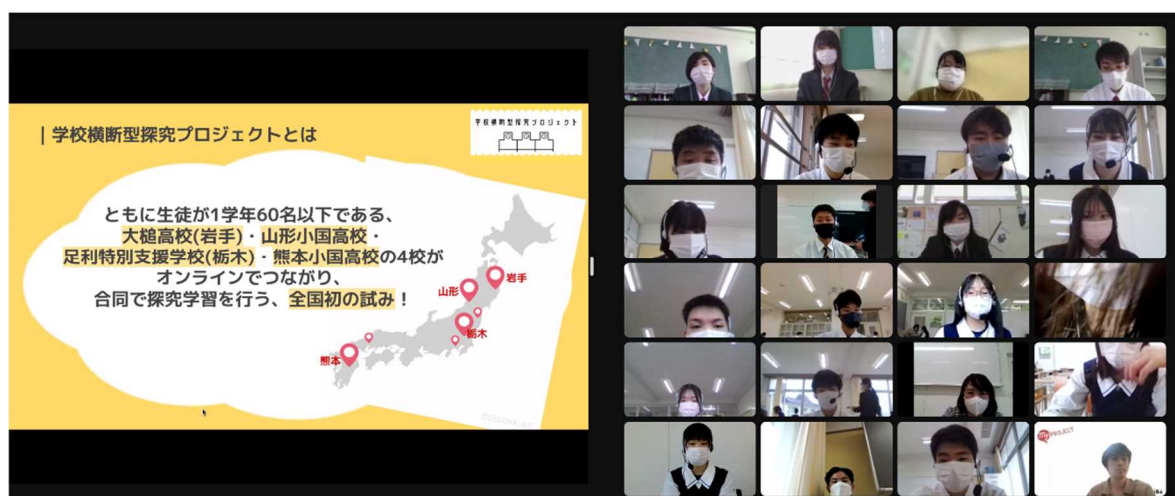 |学校横断型探究プロジェクトとは
学校横断型探究プロジェクト
ともに生徒が1学年60名以下である、
大槌高校(岩手)・山形小国高校・
足利特別支援学校(栃木)・熊本小国高校の4校が
オンラインでつながり、
合同で探究学習を行う、全国初の試み！
岩手
山形
栃木
熊本
PROJECT